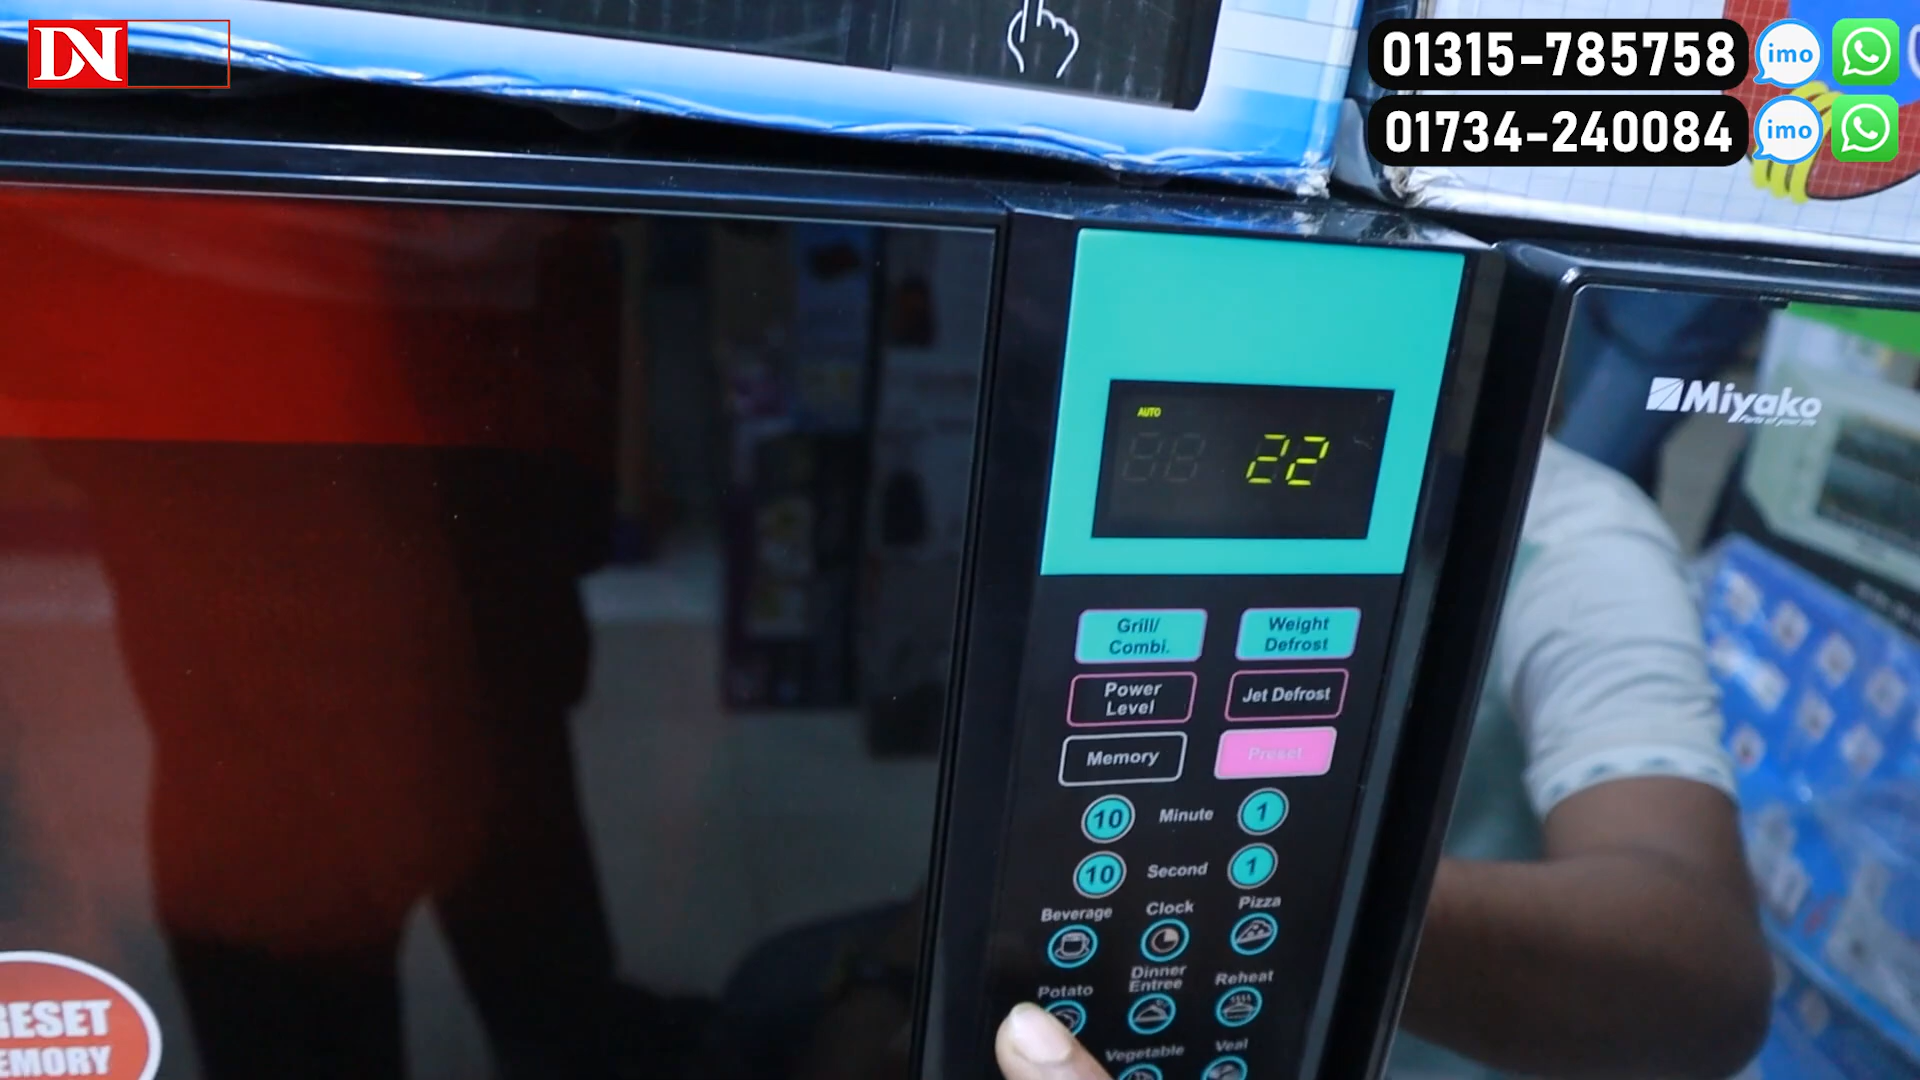 DN
01315-785758
imo
01734-240084
imo
Miyako
AUTO
22
Grill/
Combi.
Weight
Defrost
Power
Level
Jet Defrost
Memory
Preset
10 Minute 1
10 Second 1
Beverage
Clock
Pizza
Potato
Dinner
Entree
Reheat
Vegetable
Veal
RESET
EMORY